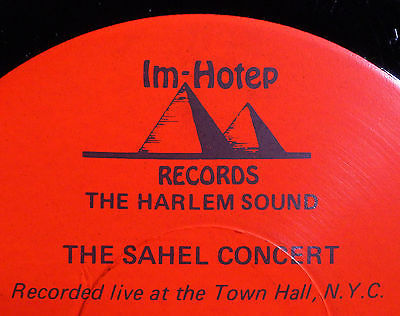 Im-Hotep
RECORDS
THE HARLEM SOUND
THE SAHEL CONCERT
Recorded live at the Town Hall, N.Y.C.